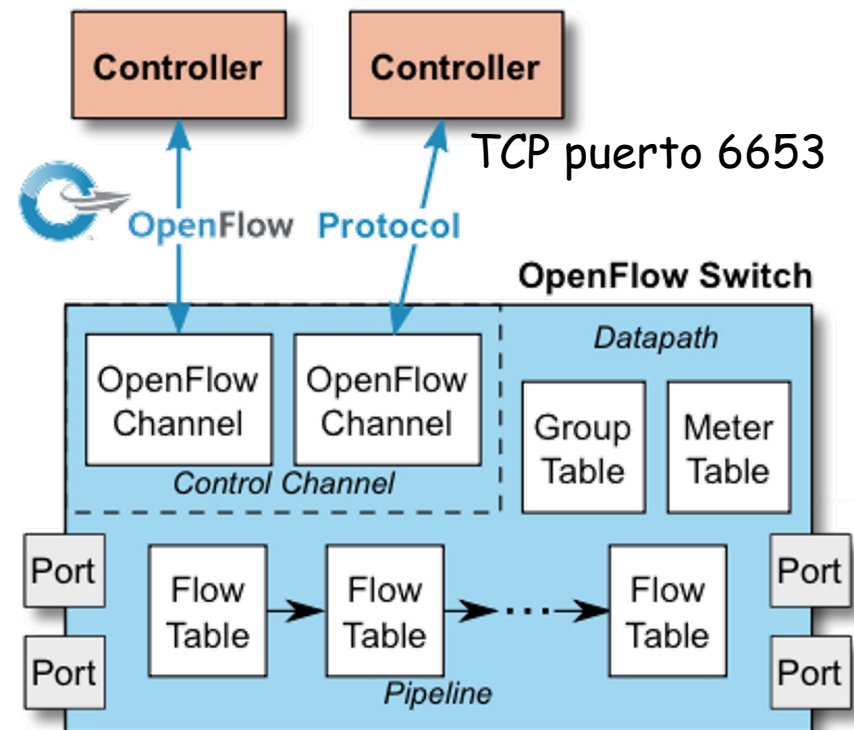 Controller
Controller
TCP puerto 6653
OpenFlow Protocol
OpenFlow Switch
Datapath
OpenFlow
Channel
OpenFlow
Channel
Control Channel
Group
Table
Meter
Table
Port
Port
Flow
Table
Flow
Table
...
Flow
Table
Pipeline
Port
Port